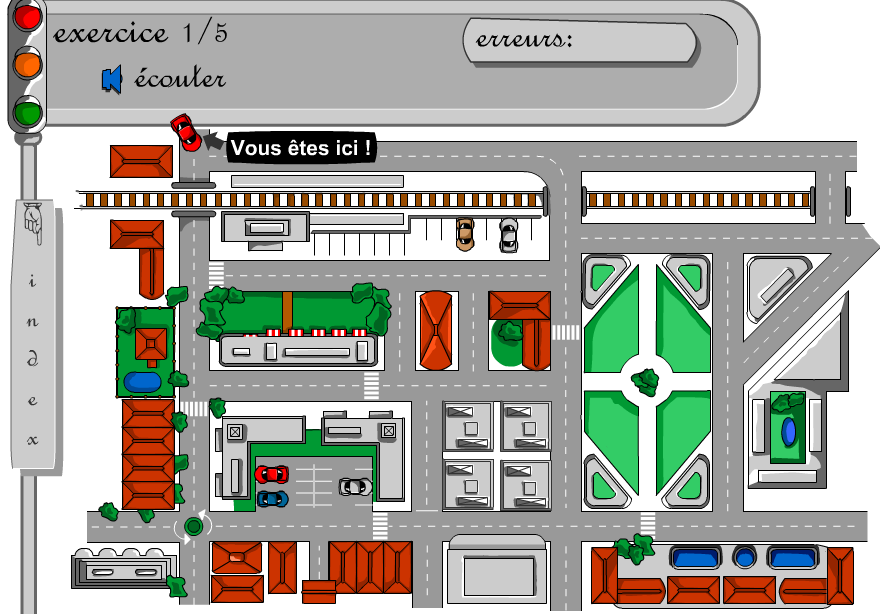 exercice 1/5
erreurs:
écouter
Vous êtes ici !
i
n
d
e
x